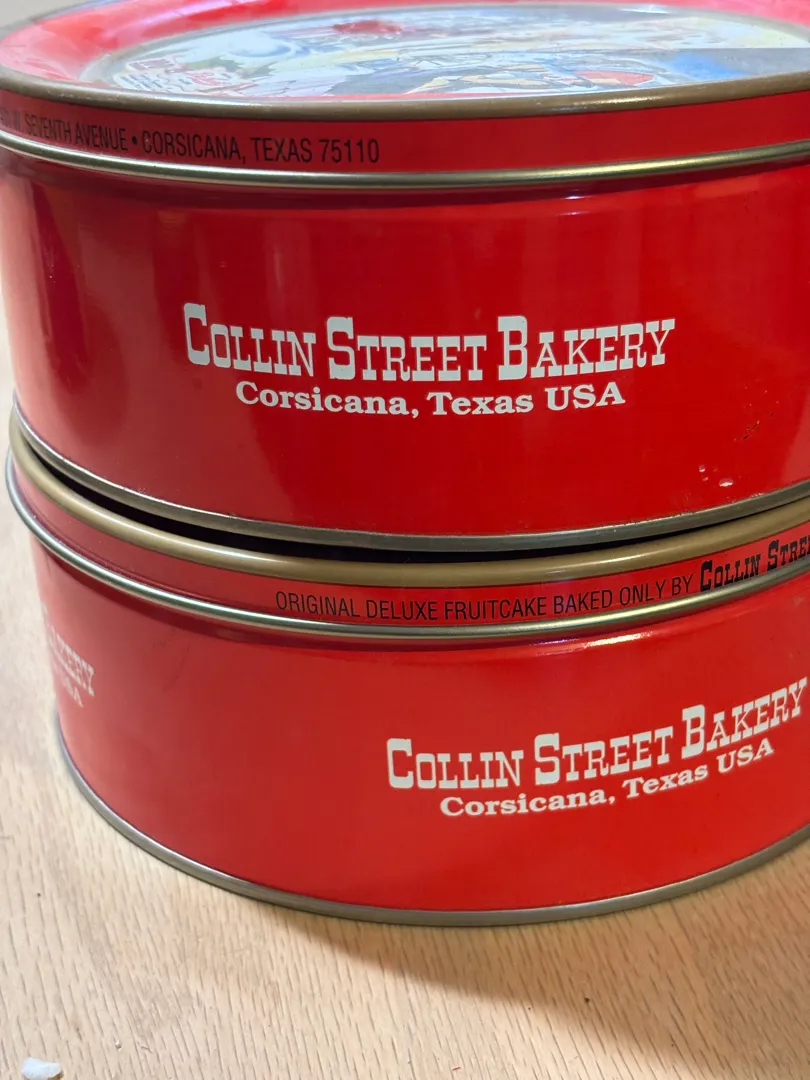 SEVENTH AVENUE • CORSICANA, TEXAS 75110
COLLIN STREET BAKERY
Corsicana, Texas USA
ORIGINAL DELUXE FRUITCAKE BAKED ONLY BY COLLIN
COLLIN STREET BAKERY
Corsicana, Texas USA